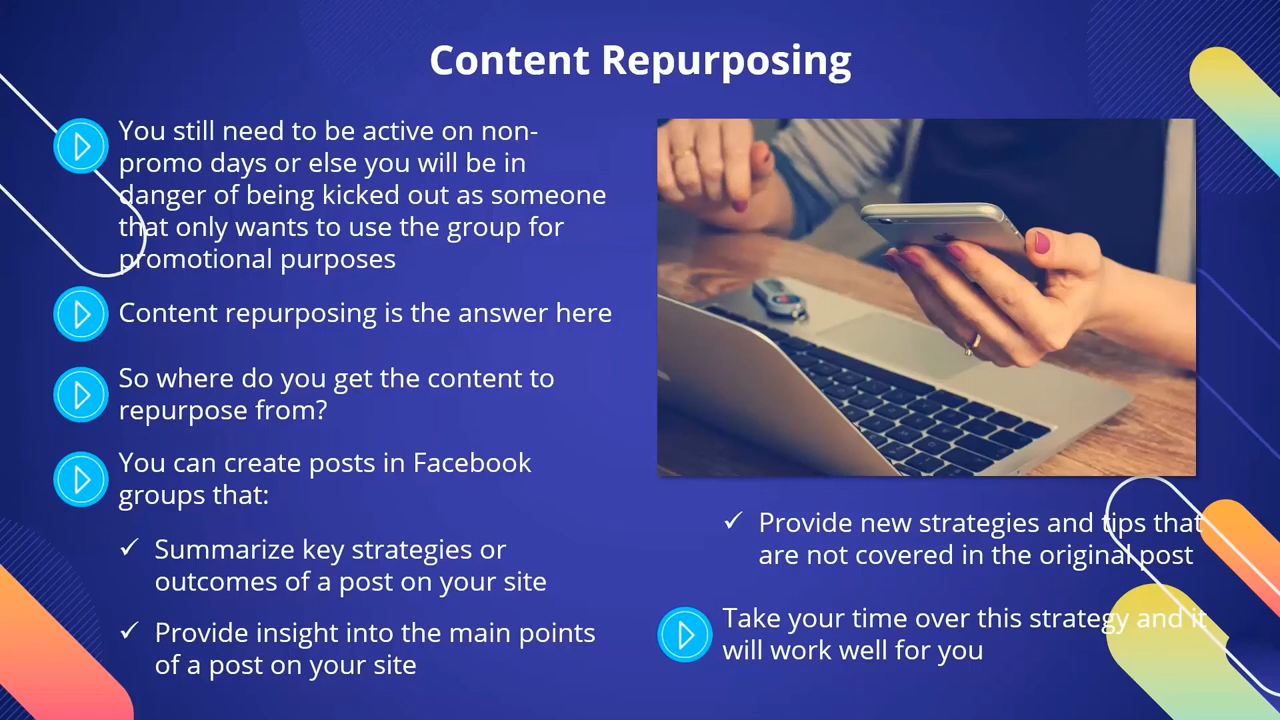 Content Repurposing
You still need to be active on non-
promo days or else you will be in
danger of being kicked out as someone
that only wants to use the group for
promotional purposes
Content repurposing is the answer here
So where do you get the content to
repurpose from?
You can create posts in Facebook
groups that:
Summarize key strategies or
outcomes of a post on your site
Provide insight into the main points
of a post on your site
Provide new strategies and tips that
are not covered in the original post
Take your time over this strategy and it
will work well for you